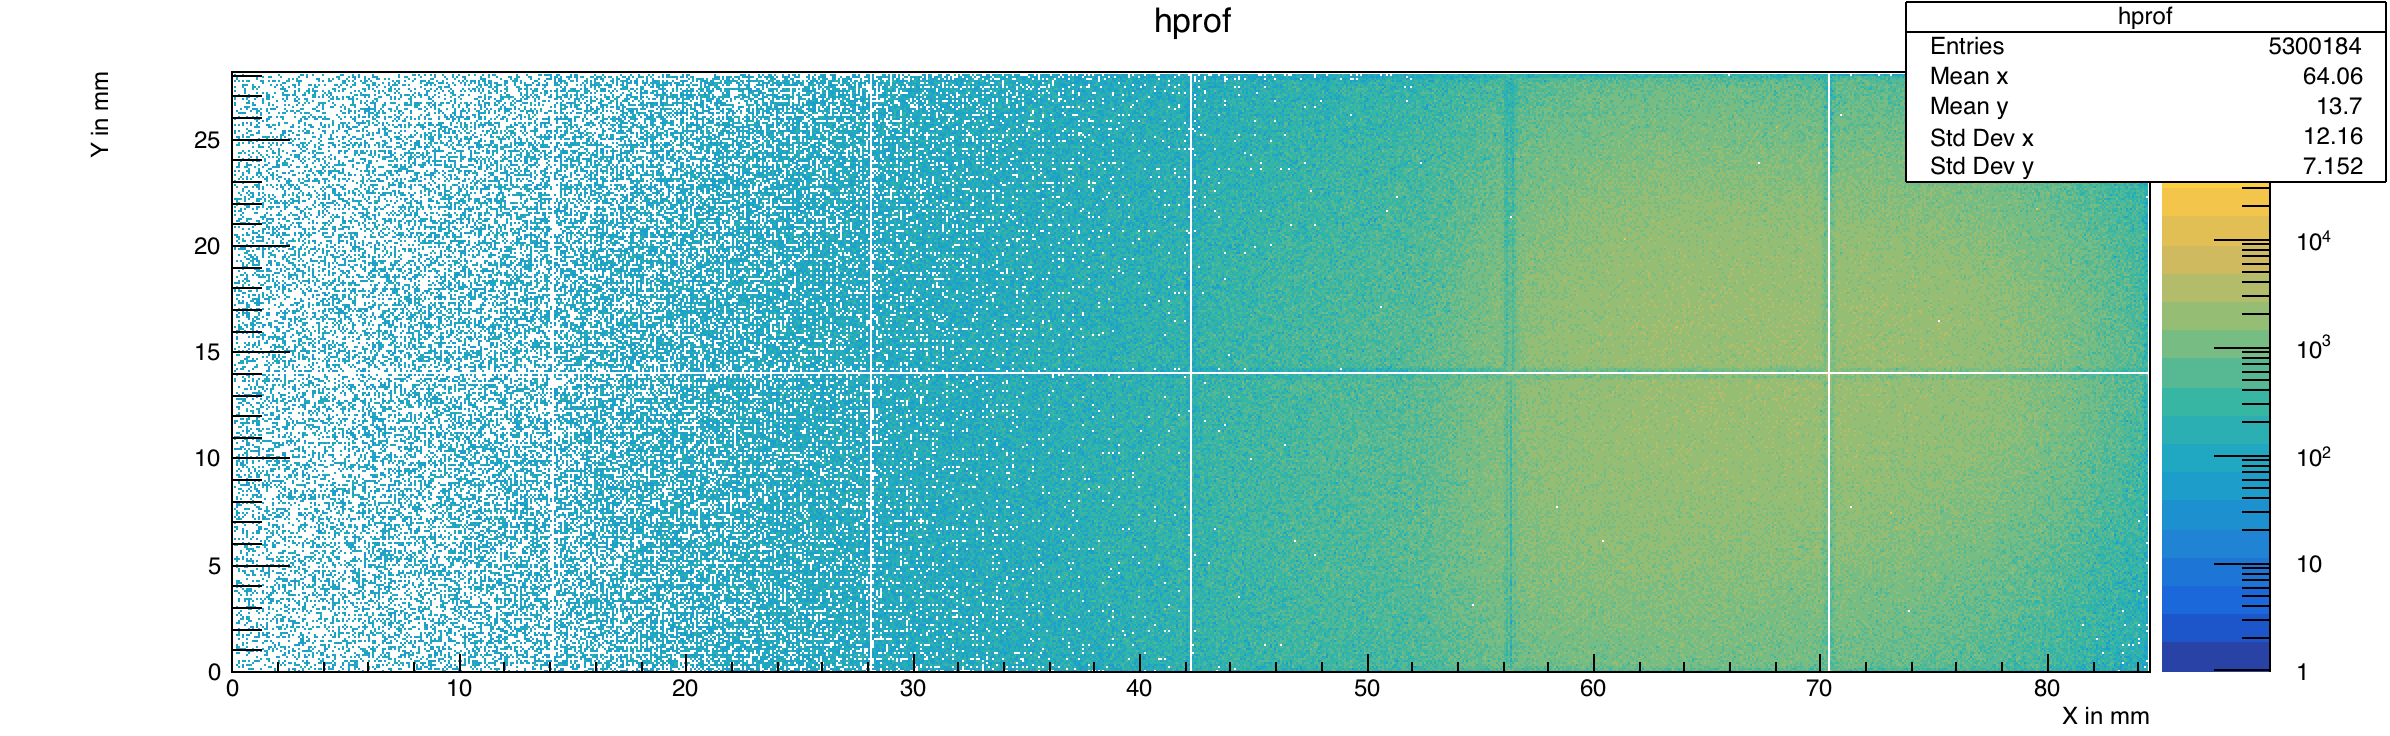 hprof
hprof
Entries 5300184
Mean x 64.06
Mean y 13.7
Std Dev x 12.16
Std Dev y 7.152
Y in mm
25
20
15
10
5
0
0 10 20 30 40 50 60 70 80
X in mm
10⁴
10³
10²
10
1